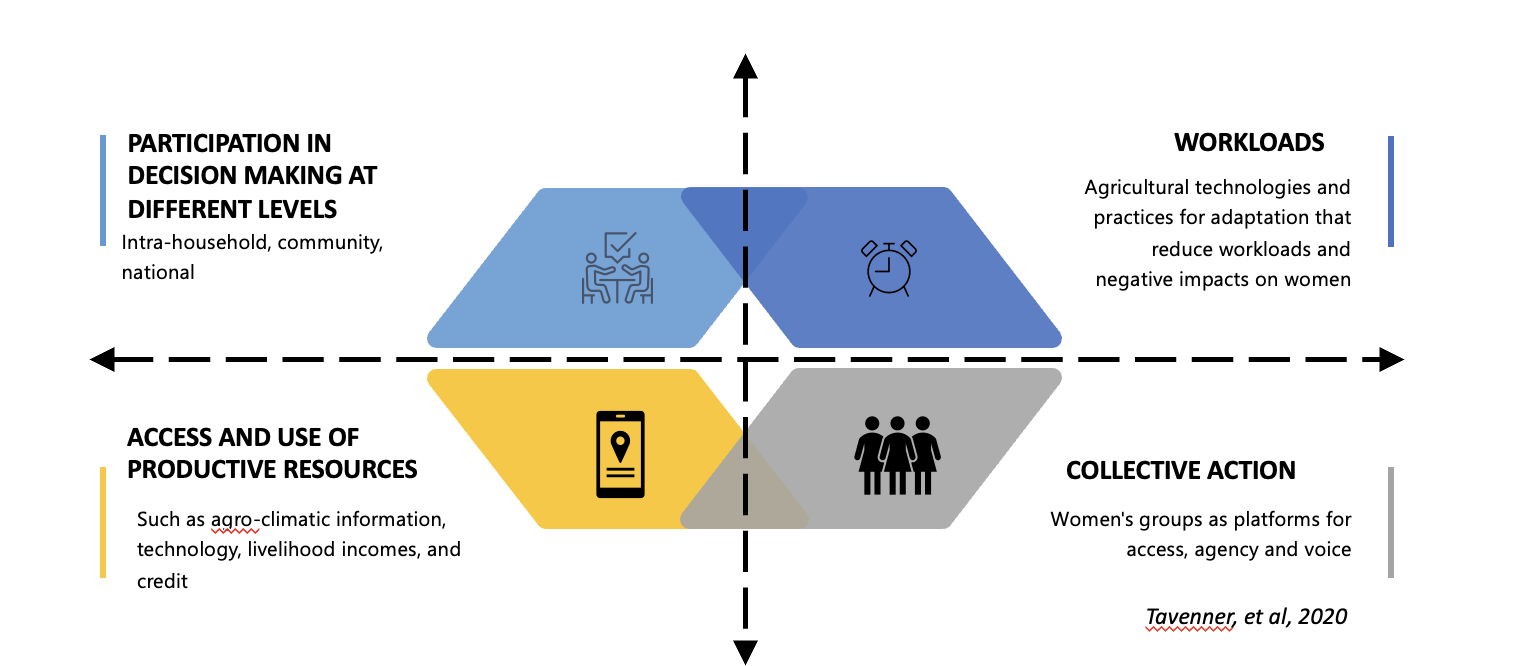 PARTICIPATION IN
DECISION MAKING AT
DIFFERENT LEVELS
Intra-household, community,
national
WORKLOADS
Agricultural technologies and
practices for adaptation that
reduce workloads and
negative impacts on women
ACCESS AND USE OF
PRODUCTIVE RESOURCES
Such as agro-climatic information,
technology, livelihood incomes, and
credit
COLLECTIVE ACTION
Women's groups as platforms for
access, agency and voice
Tavenner, et al, 2020